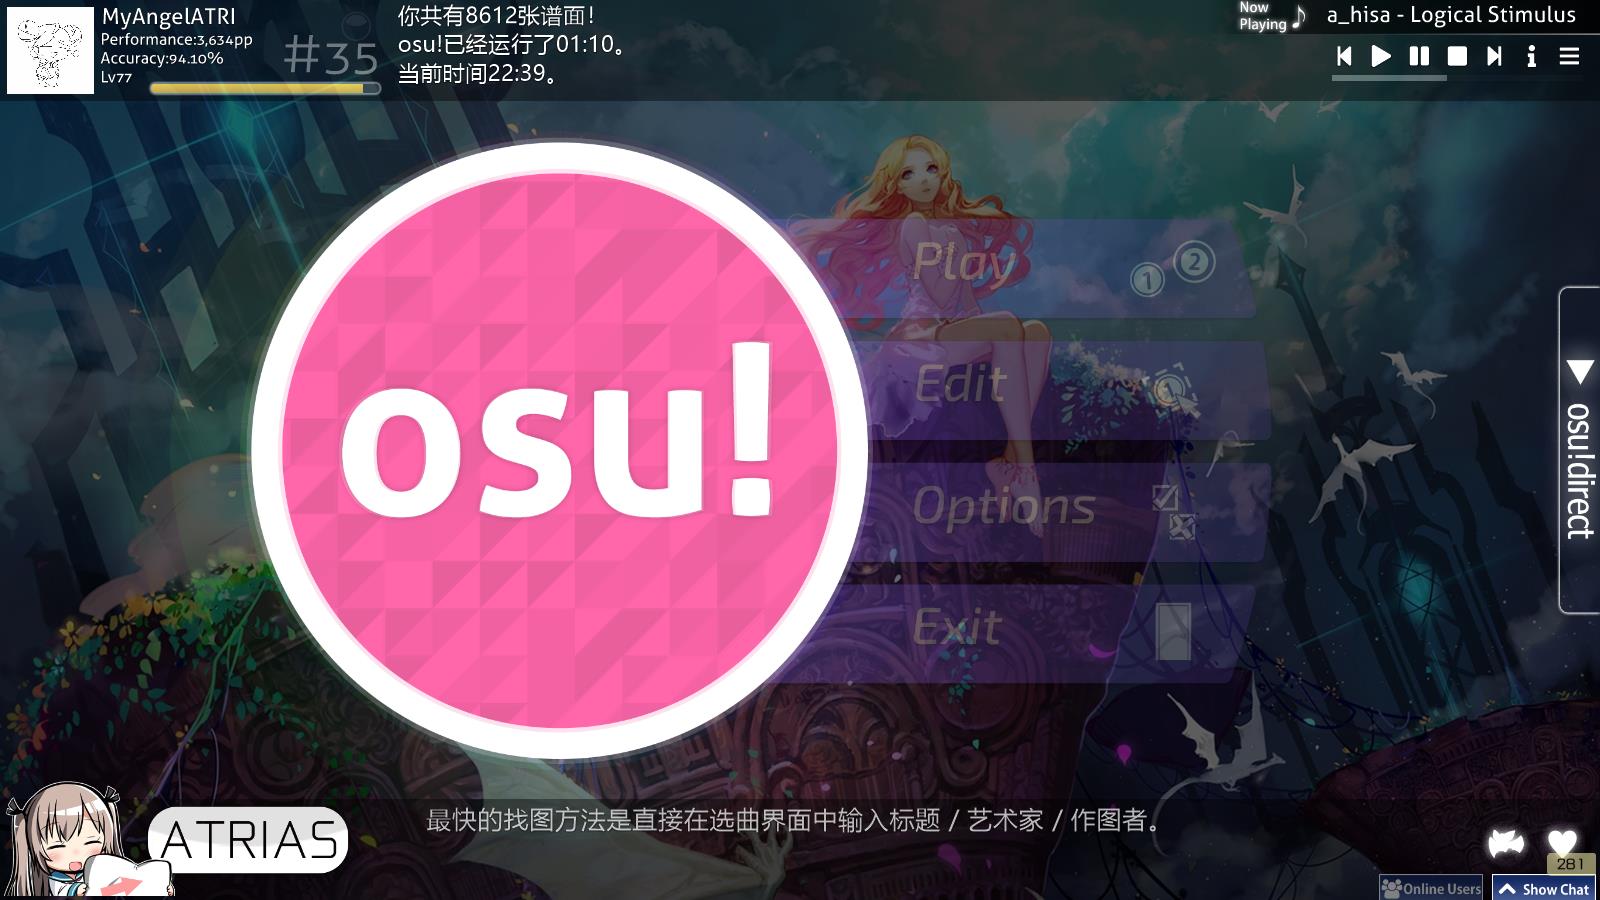 MyAngelATRI
Performance:3,634pp
Accuracy:94.10%
Lv77
#35
你共有8612张谱面！
osu!已经运行了01:10。
当前时间22:39。
Now Playing
a_hisa - Logical Stimulus
osu!
Play
1 2
Edit
Options
Exit
osu!direct
ATRIAS
最快的找图方法是直接在选曲界面中输入标题 / 艺术家 / 作图者。
281
Online Users
Show Chat